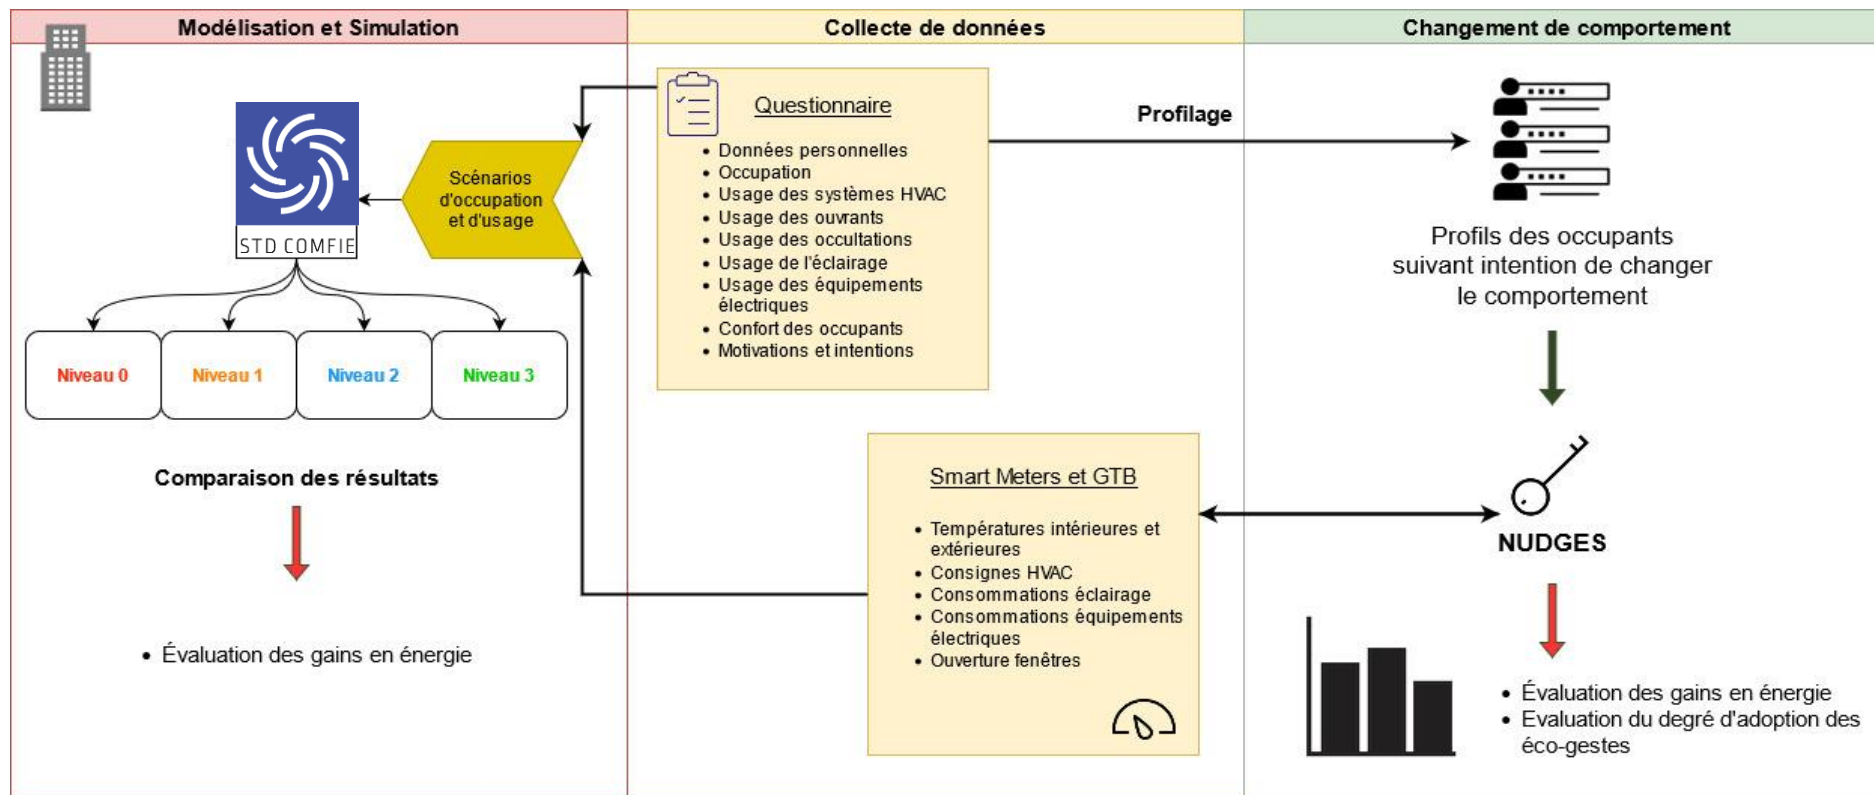 Modélisation et Simulation
Collecte de données
Changement de comportement
STD COMFIE
Scénarios
d'occupation
et d'usage
Niveau 0
Niveau 1
Niveau 2
Niveau 3
Comparaison des résultats
• Évaluation des gains en énergie
Questionnaire
• Données personnelles
• Occupation
• Usage des systèmes HVAC
• Usage des ouvrants
• Usage des occultations
• Usage de l'éclairage
• Usage des équipements
électriques
• Confort des occupants
• Motivations et intentions
Smart Meters et GTB
• Températures intérieures et
extérieures
• Consignes HVAC
• Consommations éclairage
• Consommations équipements
électriques
• Ouverture fenêtres
Profilage
Profils des occupants
suivant intention de changer
le comportement
NUDGES
• Évaluation des gains en énergie
• Evaluation du degré d'adoption des
éco-gestes